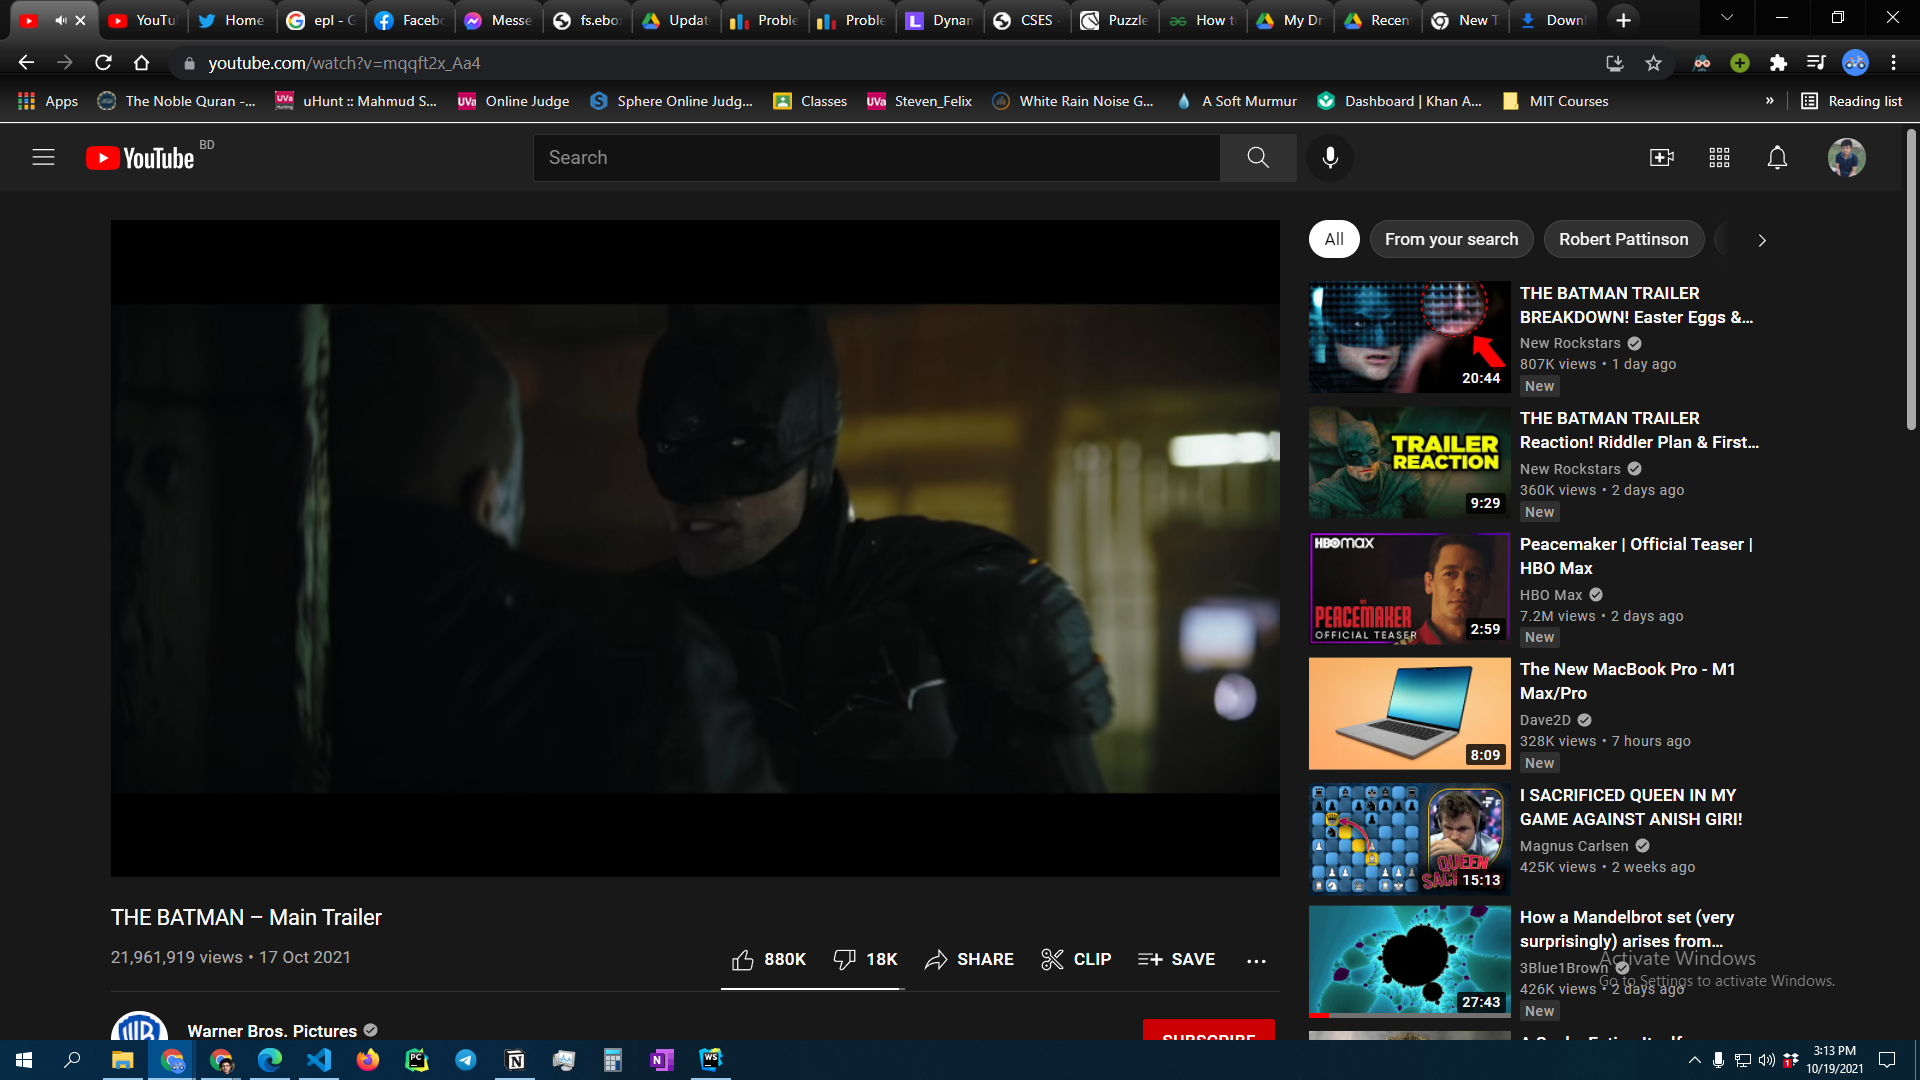 YouTu
Home
epl - G
Faceb
Messe
fs.ebo
Updat
Proble
Proble
Dynan
CSES -
Puzzle
How t
My Dr
Recen
New T
Down
youtube.com/watch?v=mqqft2x_Aa4
Apps
The Noble Quran -...
uHunt :: Mahmud S...
Online Judge
Sphere Online Judg...
Classes
Steven_Felix
White Rain Noise G...
A Soft Murmur
Dashboard | Khan A...
MIT Courses
»
Reading list
YouTube BD
Search
All
From your search
Robert Pattinson
THE BATMAN TRAILER
BREAKDOWN! Easter Eggs &...
New Rockstars
807K views • 1 day ago
New
20:44
THE BATMAN TRAILER
Reaction! Riddler Plan & First...
New Rockstars
360K views • 2 days ago
New
TRAILER
REACTION
9:29
Peacemaker | Official Teaser |
HBO Max
HBO Max
7.2M views • 2 days ago
New
HBOMAX
PEACEMAKER
OFFICIAL TEASER
2:59
The New MacBook Pro - M1
Max/Pro
Dave2D
328K views • 7 hours ago
New
8:09
I SACRIFICED QUEEN IN MY
GAME AGAINST ANISH GIRI!
Magnus Carlsen
425K views • 2 weeks ago
QUEEN
15:13
How a Mandelbrot set (very
surprisingly) arises from...
3Blue1Brown
426K views • 2 days ago
New
27:43
Activate Windows
Go to Settings to activate Windows.
THE BATMAN – Main Trailer
21,961,919 views • 17 Oct 2021
880K
18K
SHARE
CLIP
SAVE
Warner Bros. Pictures
SUBSCRIBE
3:13 PM
10/19/2021